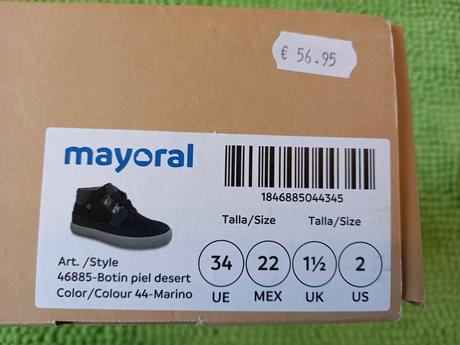 € 56.95
mayoral
1846885044345
Talla/Size Talla/Size
Art. /Style
46885-Botin piel desert
Color/Colour 44-Marino
34 22 1½ 2
UE MEX UK US